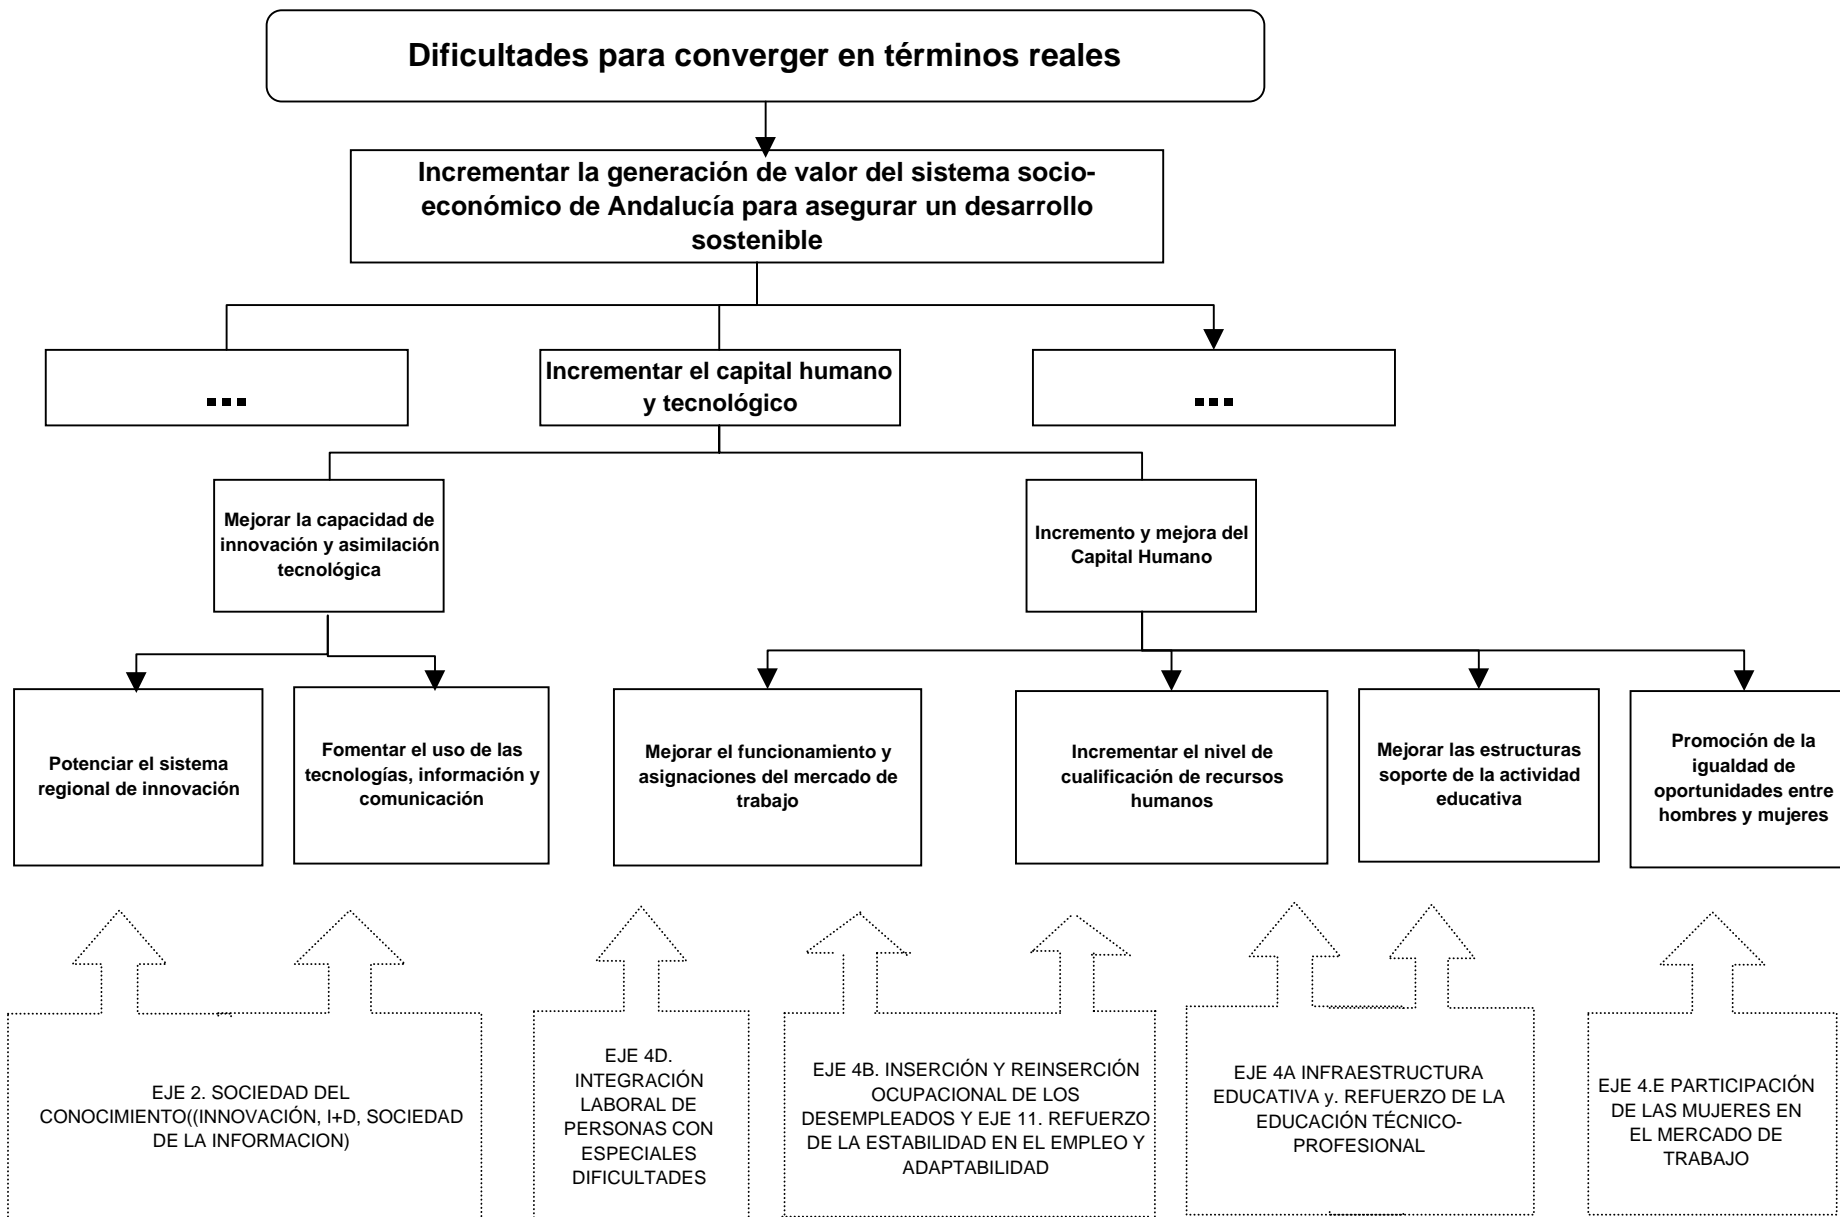 Dificultades para converger en términos reales
Incrementar la generación de valor del sistema socio-
económico de Andalucía para asegurar un desarrollo
sostenible
...
Incrementar el capital humano
y tecnológico
...
Mejorar la capacidad de
innovación y asimilación
tecnológica
Incremento y mejora del
Capital Humano
Potenciar el sistema
regional de innovación
Fomentar el uso de las
tecnologías, información y
comunicación
Mejorar el funcionamiento y
asignaciones del mercado de
trabajo
Incrementar el nivel de
cualificación de recursos
humanos
Mejorar las estructuras
soporte de la actividad
educativa
Promoción de la
igualdad de
oportunidades entre
hombres y mujeres
EJE 2. SOCIEDAD DEL
CONOCIMIENTO((INNOVACIÓN, I+D, SOCIEDAD
DE LA INFORMACION)
EJE 4D.
INTEGRACIÓN
LABORAL DE
PERSONAS CON
ESPECIALES
DIFICULTADES
EJE 4B. INSERCIÓN Y REINSERCIÓN
OCUPACIONAL DE LOS
DESEMPLEADOS Y EJE 11. REFUERZO
DE LA ESTABILIDAD EN EL EMPLEO Y
ADAPTABILIDAD
EJE 4A INFRAESTRUCTURA
EDUCATIVA y. REFUERZO DE LA
EDUCACIÓN TÉCNICO-
PROFESIONAL
EJE 4.E PARTICIPACIÓN
DE LAS MUJERES EN
EL MERCADO DE
TRABAJO